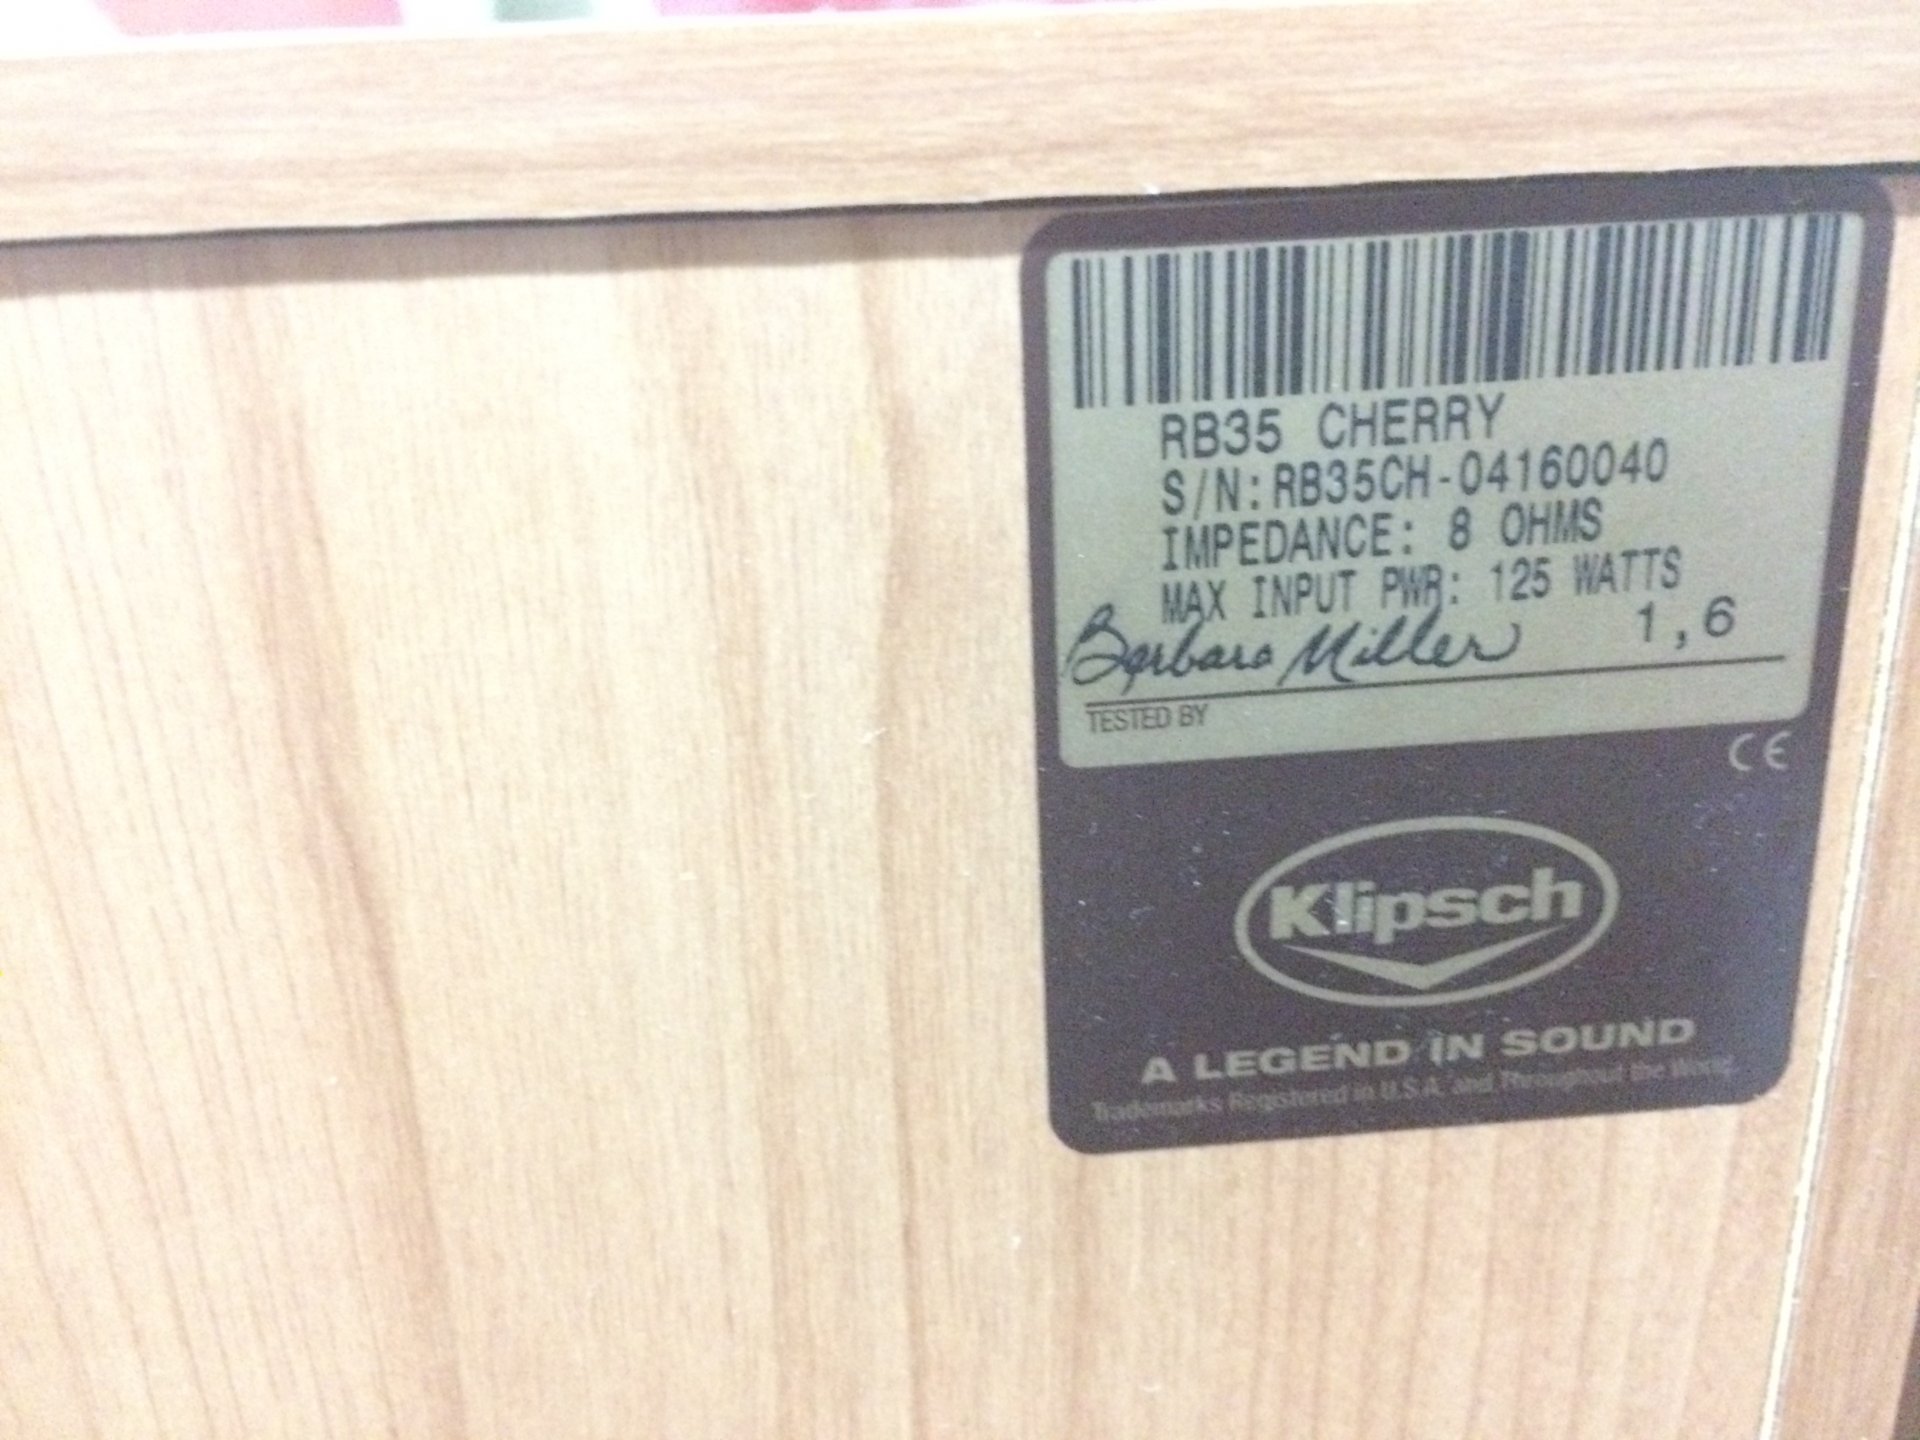 RB35 CHERRY
S/N:RB35CH-04160040
IMPEDANCE: 8 OHMS
MAX INPUT PWR: 125 WATTS
Barbara Miller 1,6
TESTED BY
CE
Klipsch
A LEGEND IN SOUND
Trademarks Registered in U.S.A. and Throughout the World